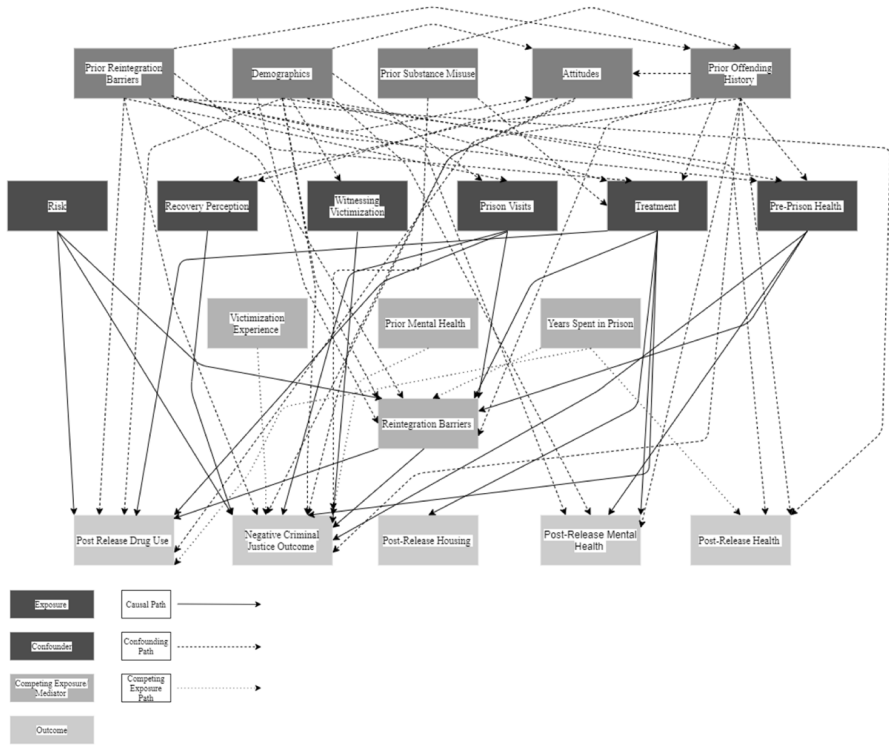 Prior Reintegration
Barriers
Demographics
Prior Substance Misuse
Attitudes
Prior Offending
History
Risk
Recovery Perception
Witnessing
Victimization
Prison Visits
Treatment
Pre-Prison Health
Victimization
Experience
Prior Mental Health
Years Spent in Prison
Reintegration Barriers
Post Release Drug Use
Negative Criminal
Justice Outcome
Post-Release Housing
Post-Release Mental
Health
Post-Release Health
Exposure
Causal Path
Confounder
Confounding
Path
Competing Exposure
Mediator
Competing
Exposure
Path
Outcome